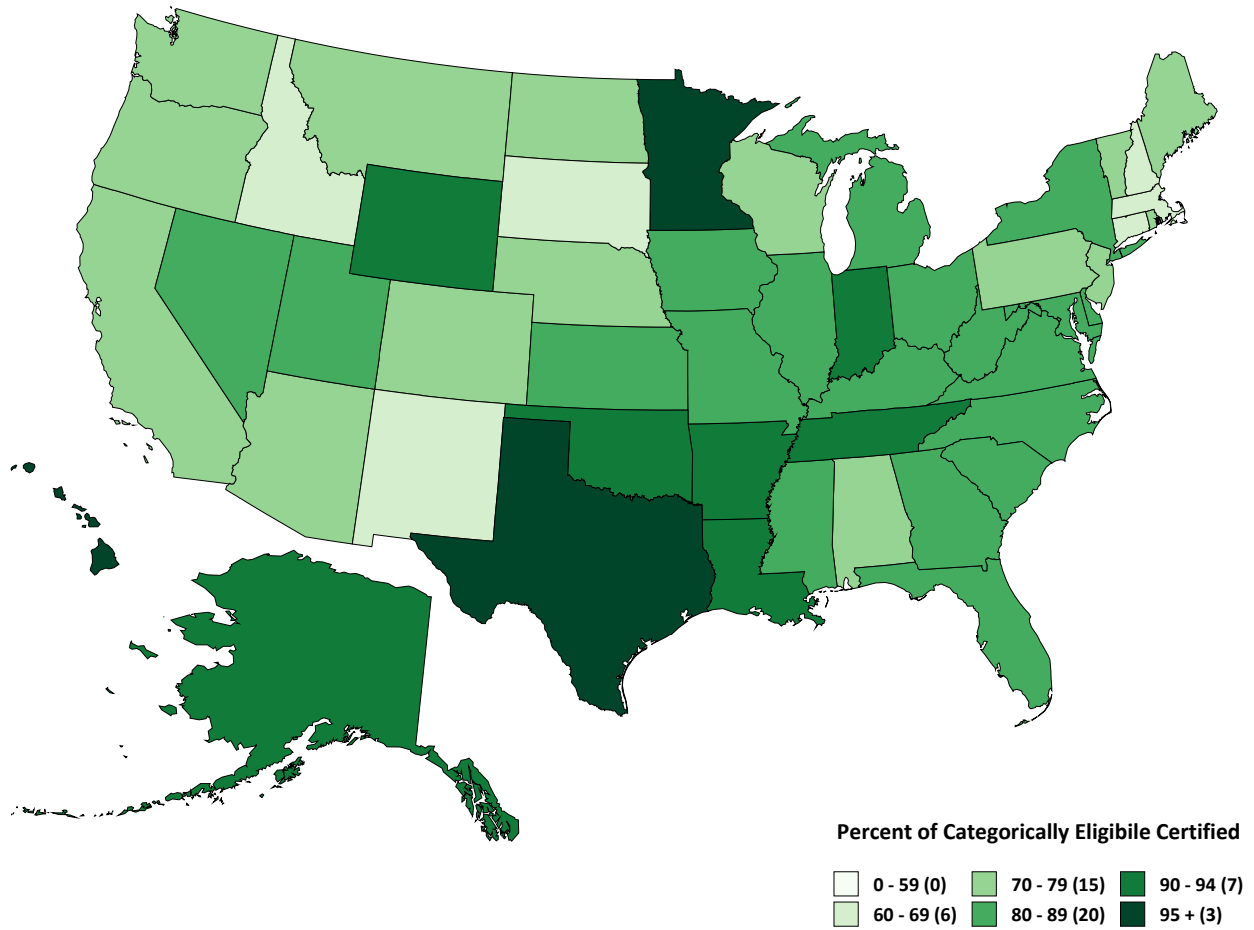 Percent of Categorically Eligibile Certified
0 - 59 (0) 70 - 79 (15) 90 - 94 (7)
60 - 69 (6) 80 - 89 (20) 95 + (3)